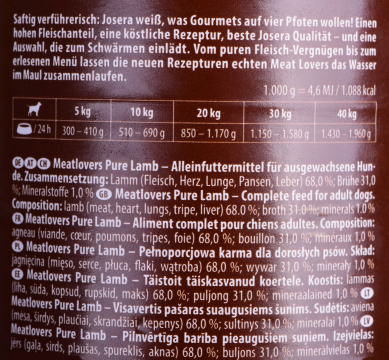 Saftig verführerisch: Josera weiß, was Gourmets auf vier Pfoten wollen! Einen
hohen Fleischanteil, eine köstliche Rezeptur, beste Josera Qualität – und eine
Auswahl, die zum Schwärmen einlädt. Vom puren Fleisch-Vergnügen bis zum
erlesenen Menü lassen die neuen Rezepturen echten Meat Lovers das Wasser
im Maul zusammenlaufen.
1.000 g = 4,6 MJ / 1.088 kcal
5 kg 10 kg 20 kg 30 kg 40 kg
/ 24 h 300 – 410 g 510 – 690 g 850 – 1.170 g 1.150 – 1.580 g 1.430 – 1.960 g
DE AT CH Meatlovers Pure Lamb – Alleinfuttermittel für ausgewachsene Hun-
de. Zusammensetzung: Lamm (Fleisch, Herz, Lunge, Pansen, Leber) 68,0 %; Brühe 31,0
%; Mineralstoffe 1,0 % GB Meatlovers Pure Lamb – Complete feed for adult dogs.
Composition: lamb (meat, heart, lungs, tripe, liver) 68.0 %; broth 31.0 %; minerals 1.0 %
FR Meatlovers Pure Lamb – Aliment complet pour chiens adultes. Composition:
agneau (viande, cœur, poumons, tripes, foie) 68,0 %; bouillon 31,0 %; minéraux 1,0 %
PL Meatlovers Pure Lamb – Pełnoporcjowa karma dla dorosłych psów. Skład:
jagnięcina (mięso, serce, płuca, flaki, wątroba) 68,0 %; wywar 31,0 %; minerały 1,0 %
EE Meatlovers Pure Lamb – Täistoit täiskasvanud koertele. Koostis: lammas
(liha, süda, kopsud, rupskid, maks) 68,0 %; puljong 31,0 %; mineraalained 1,0 % LT
Meatlovers Pure Lamb – Visavertis pašaras suaugusiems šunims. Sudėtis: aviena
(mėsa, širdys, plaučiai, skrandžiai, kepenys) 68,0 %; sultinys 31,0 %; mineralai 1,0 % LV
Meatlovers Pure Lamb – Pilnvērtīga barība pieaugušiem suņiem. Izejvielas:
jērs (gaļa, sirds, plaušas, spureklis, aknas) 68,0 %; buljons 31,0 %; minerālvielas